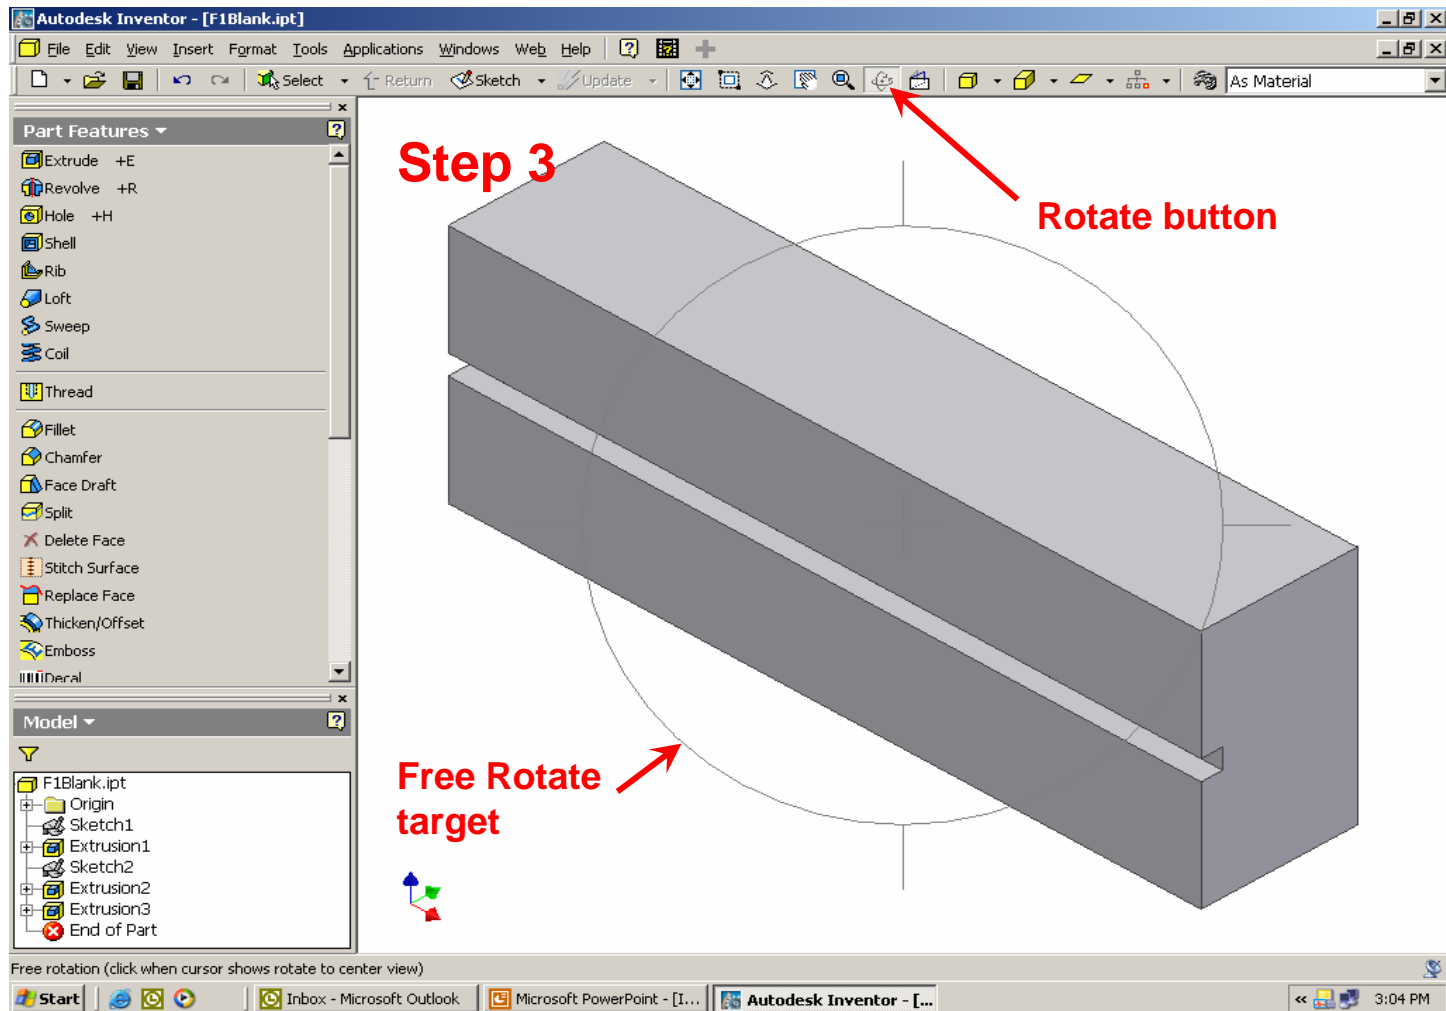 Autodesk Inventor - [F1Blank.ipt]
File Edit View Insert Format Tools Applications Windows Web Help
Select Return Sketch Update As Material
Part Features
Extrude +E
Revolve +R
Hole +H
Shell
Rib
Loft
Sweep
Coil
Thread
Fillet
Chamfer
Face Draft
Split
Delete Face
Stitch Surface
Replace Face
Thicken/Offset
Emboss
Decal
Model
F1Blank.ipt
Origin
Sketch1
Extrusion1
Sketch2
Extrusion2
Extrusion3
End of Part
Step 3
Rotate button
Free Rotate
target
Free rotation (click when cursor shows rotate to center view)
Start Inbox - Microsoft Outlook Microsoft PowerPoint - [I... Autodesk Inventor - [... « 3:04 PM